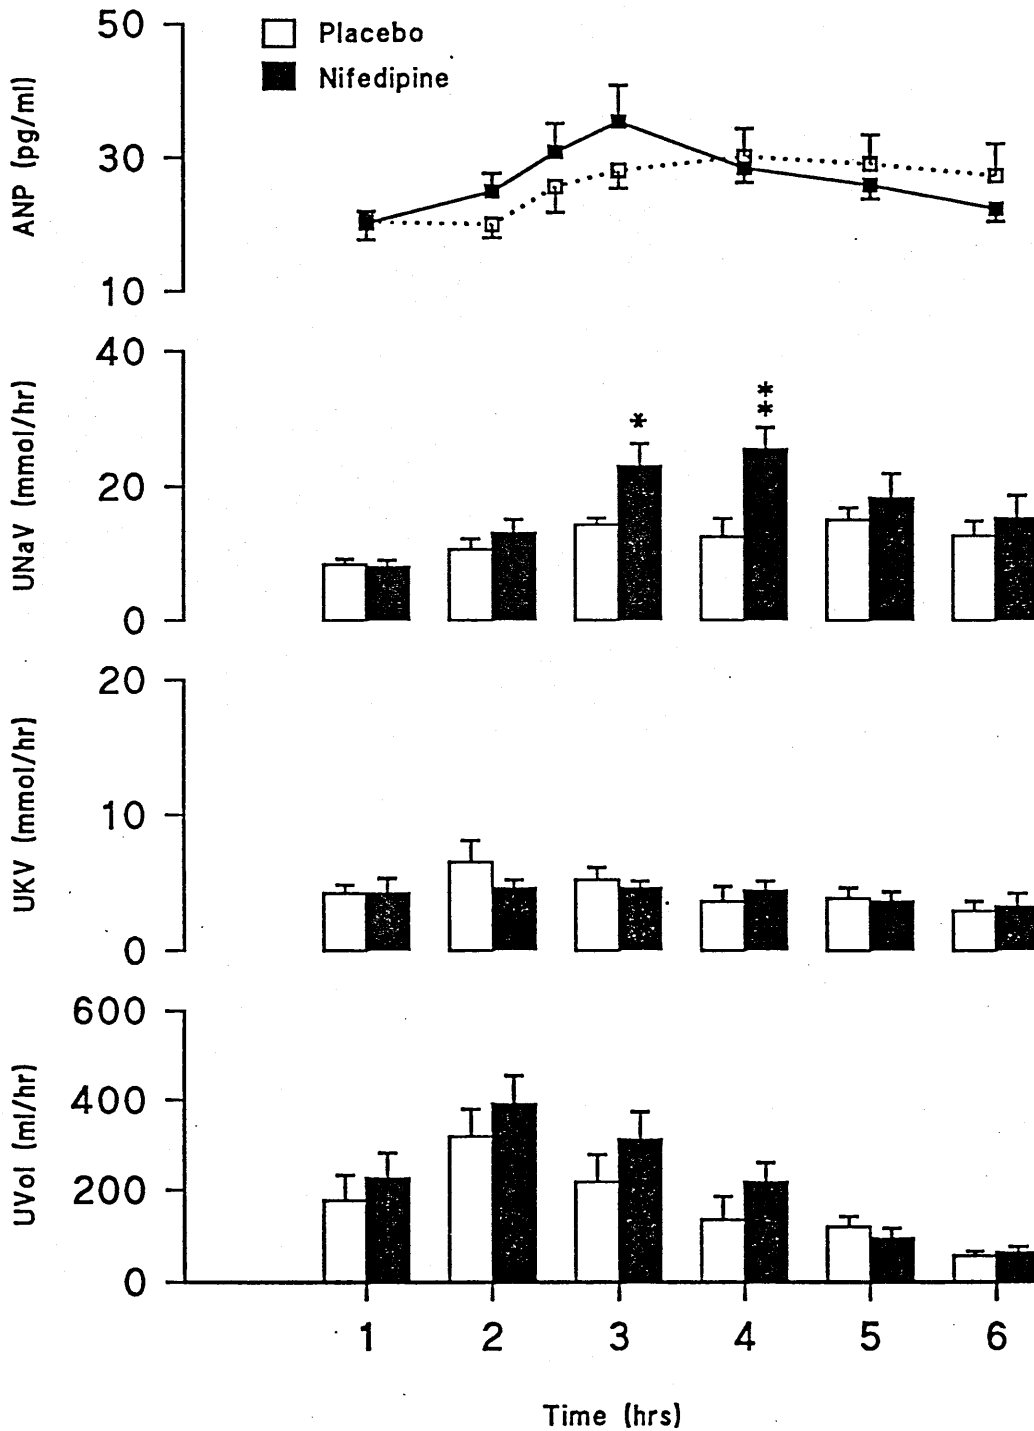 50
Placebo
Nifedipine
ANP (pg/ml)
30
10
40
*
*
*
UNaV (mmol/hr)
20
0
20
UKV (mmol/hr)
10
0
600
400
UVol (ml/hr)
200
0
1 2 3 4 5 6
Time (hrs)